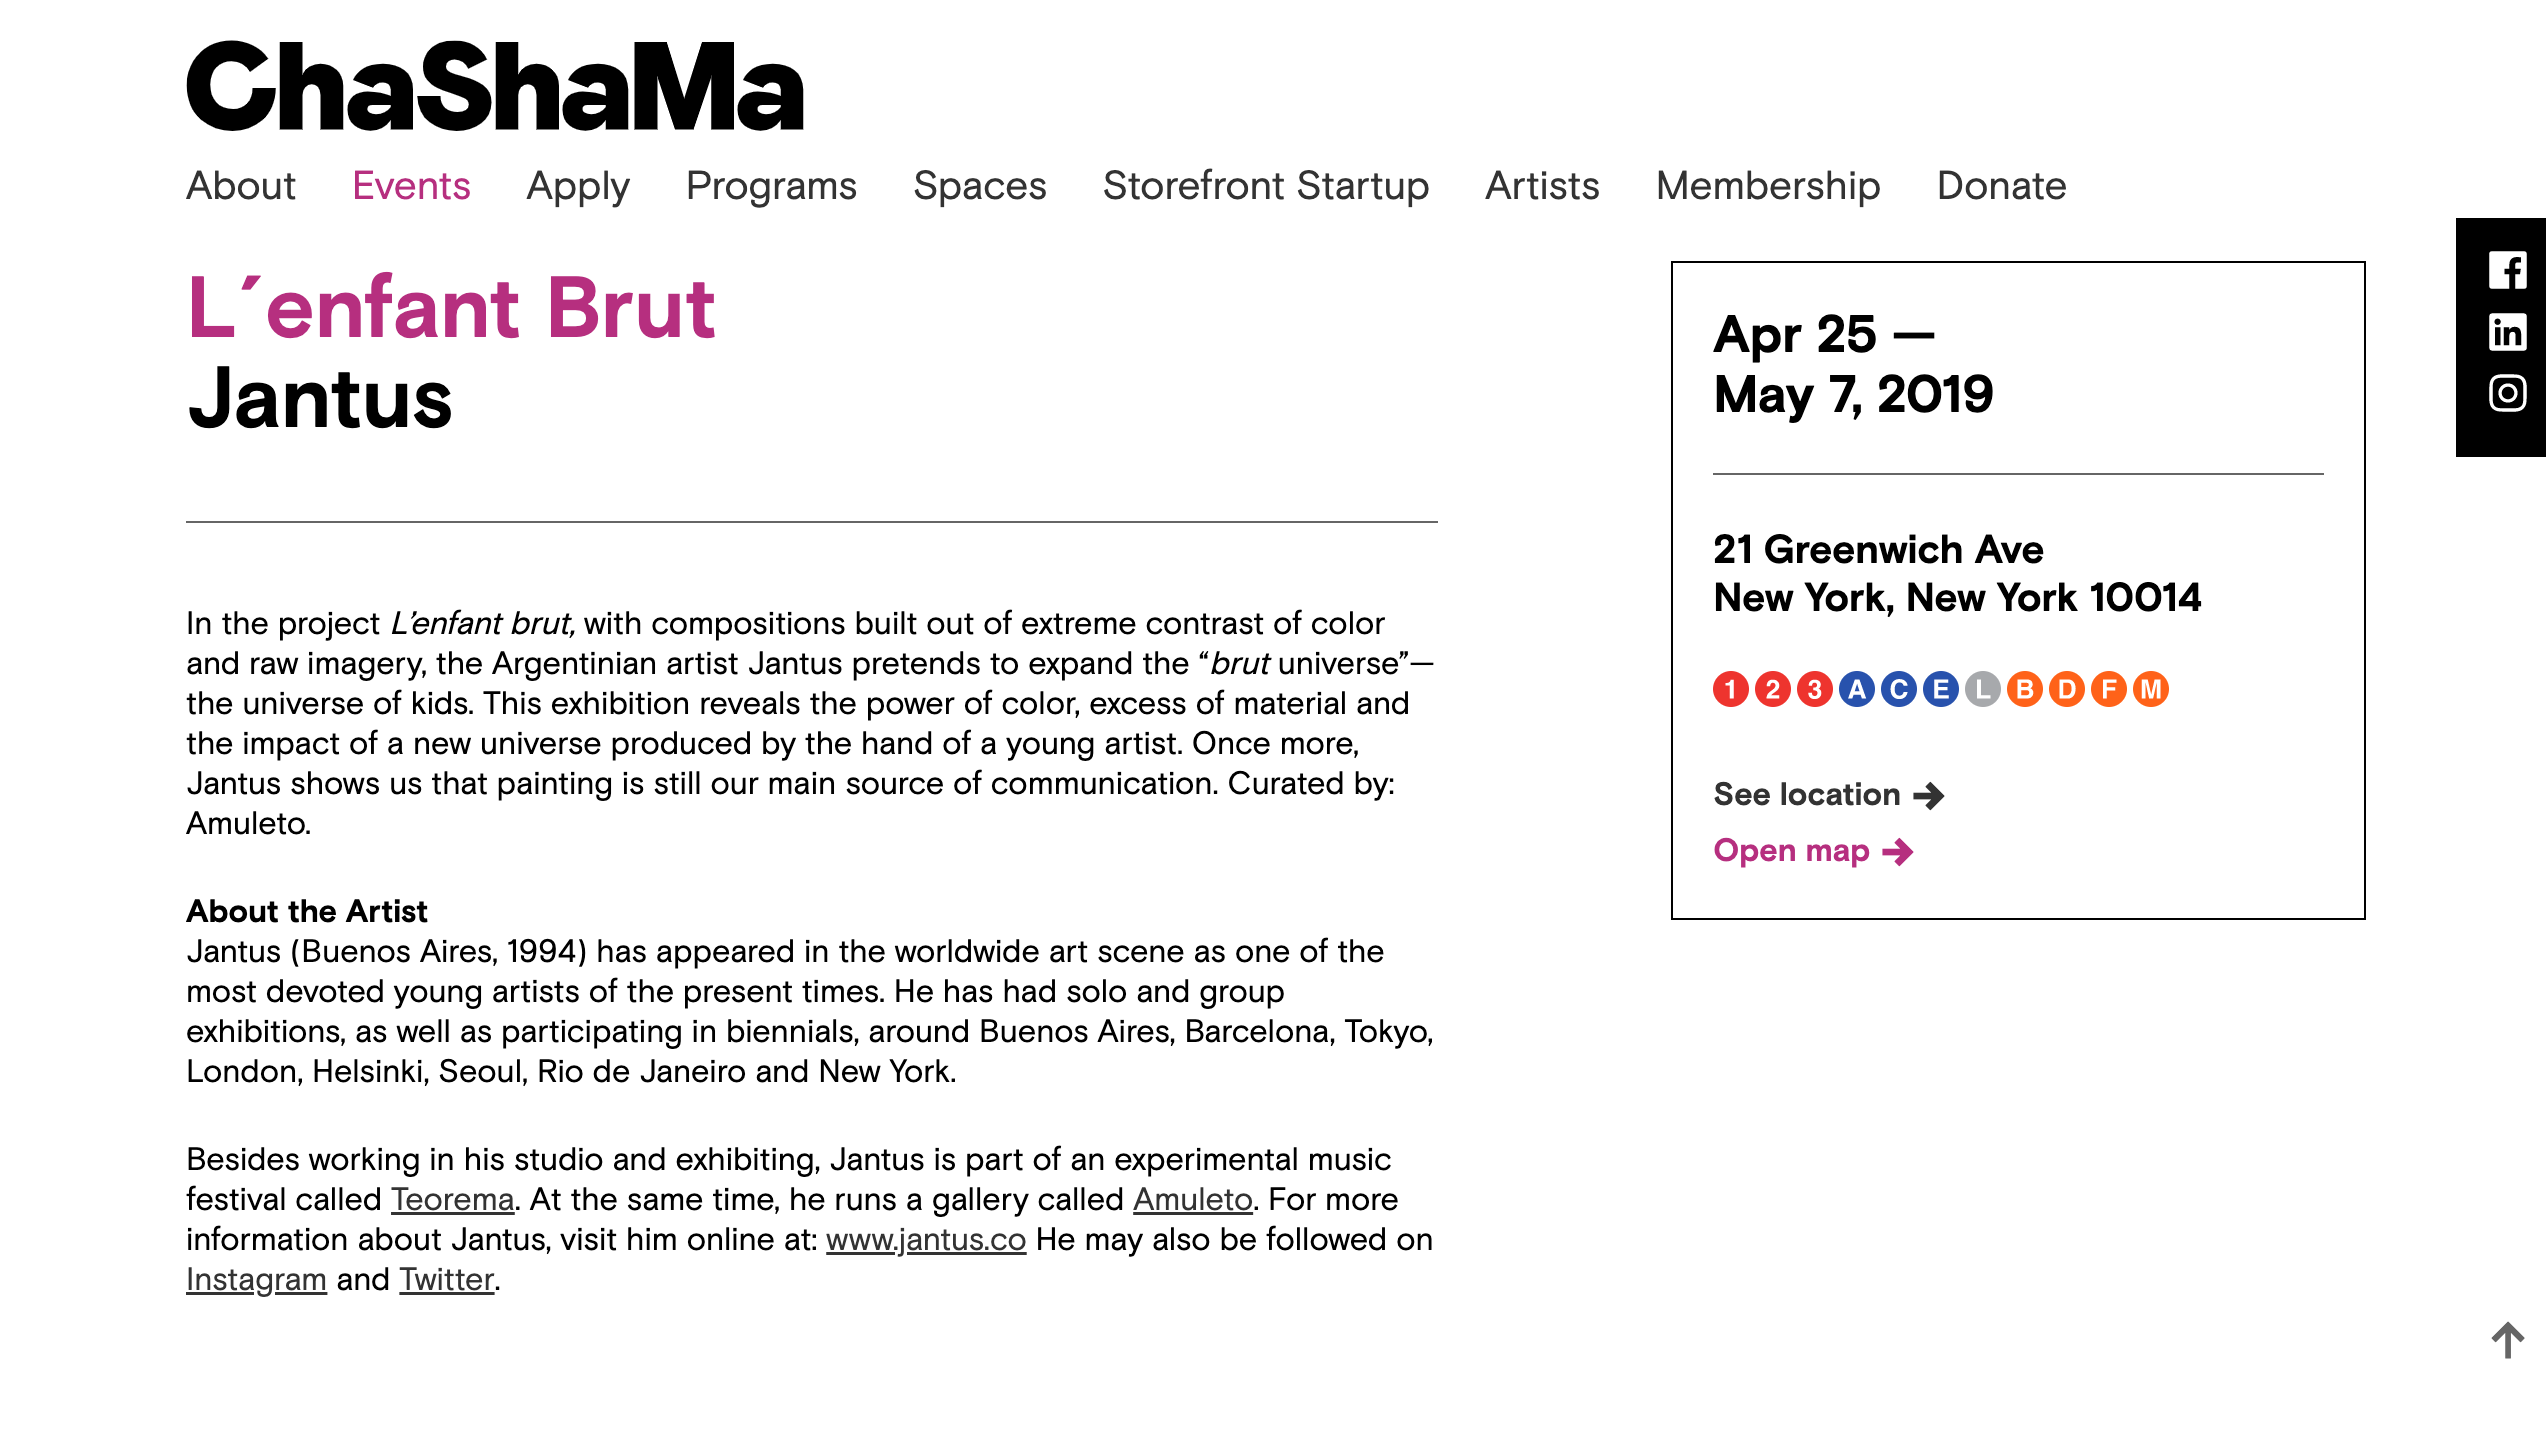 ChaShaMa
About Events Apply Programs Spaces Storefront Startup Artists Membership Donate
L´enfant Brut
Jantus
In the project L’enfant brut, with compositions built out of extreme contrast of color
and raw imagery, the Argentinian artist Jantus pretends to expand the “brut universe”—
the universe of kids. This exhibition reveals the power of color, excess of material and
the impact of a new universe produced by the hand of a young artist. Once more,
Jantus shows us that painting is still our main source of communication. Curated by:
Amuleto.
About the Artist
Jantus (Buenos Aires, 1994) has appeared in the worldwide art scene as one of the
most devoted young artists of the present times. He has had solo and group
exhibitions, as well as participating in biennials, around Buenos Aires, Barcelona, Tokyo,
London, Helsinki, Seoul, Rio de Janeiro and New York.
Besides working in his studio and exhibiting, Jantus is part of an experimental music
festival called Teorema. At the same time, he runs a gallery called Amuleto. For more
information about Jantus, visit him online at: www.jantus.co He may also be followed on
Instagram and Twitter.
Apr 25 —
May 7, 2019
21 Greenwich Ave
New York, New York 10014
1 2 3 A C E L B D F M
See location
Open map